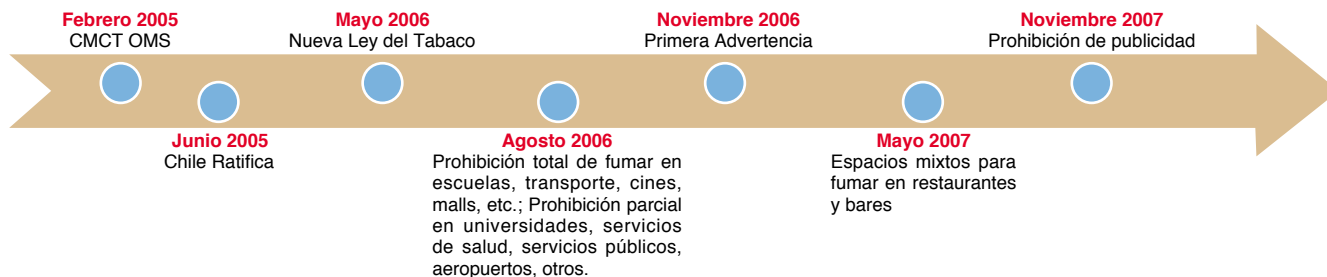 Febrero 2005
CMCT OMS
Junio 2005
Chile Ratifica
Mayo 2006
Nueva Ley del Tabaco
Agosto 2006
Prohibición total de fumar en
escuelas, transporte, cines,
malls, etc.; Prohibición parcial
en universidades, servicios
de salud, servicios públicos,
aeropuertos, otros.
Noviembre 2006
Primera Advertencia
Mayo 2007
Espacios mixtos para
fumar en restaurantes
y bares
Noviembre 2007
Prohibición de publicidad